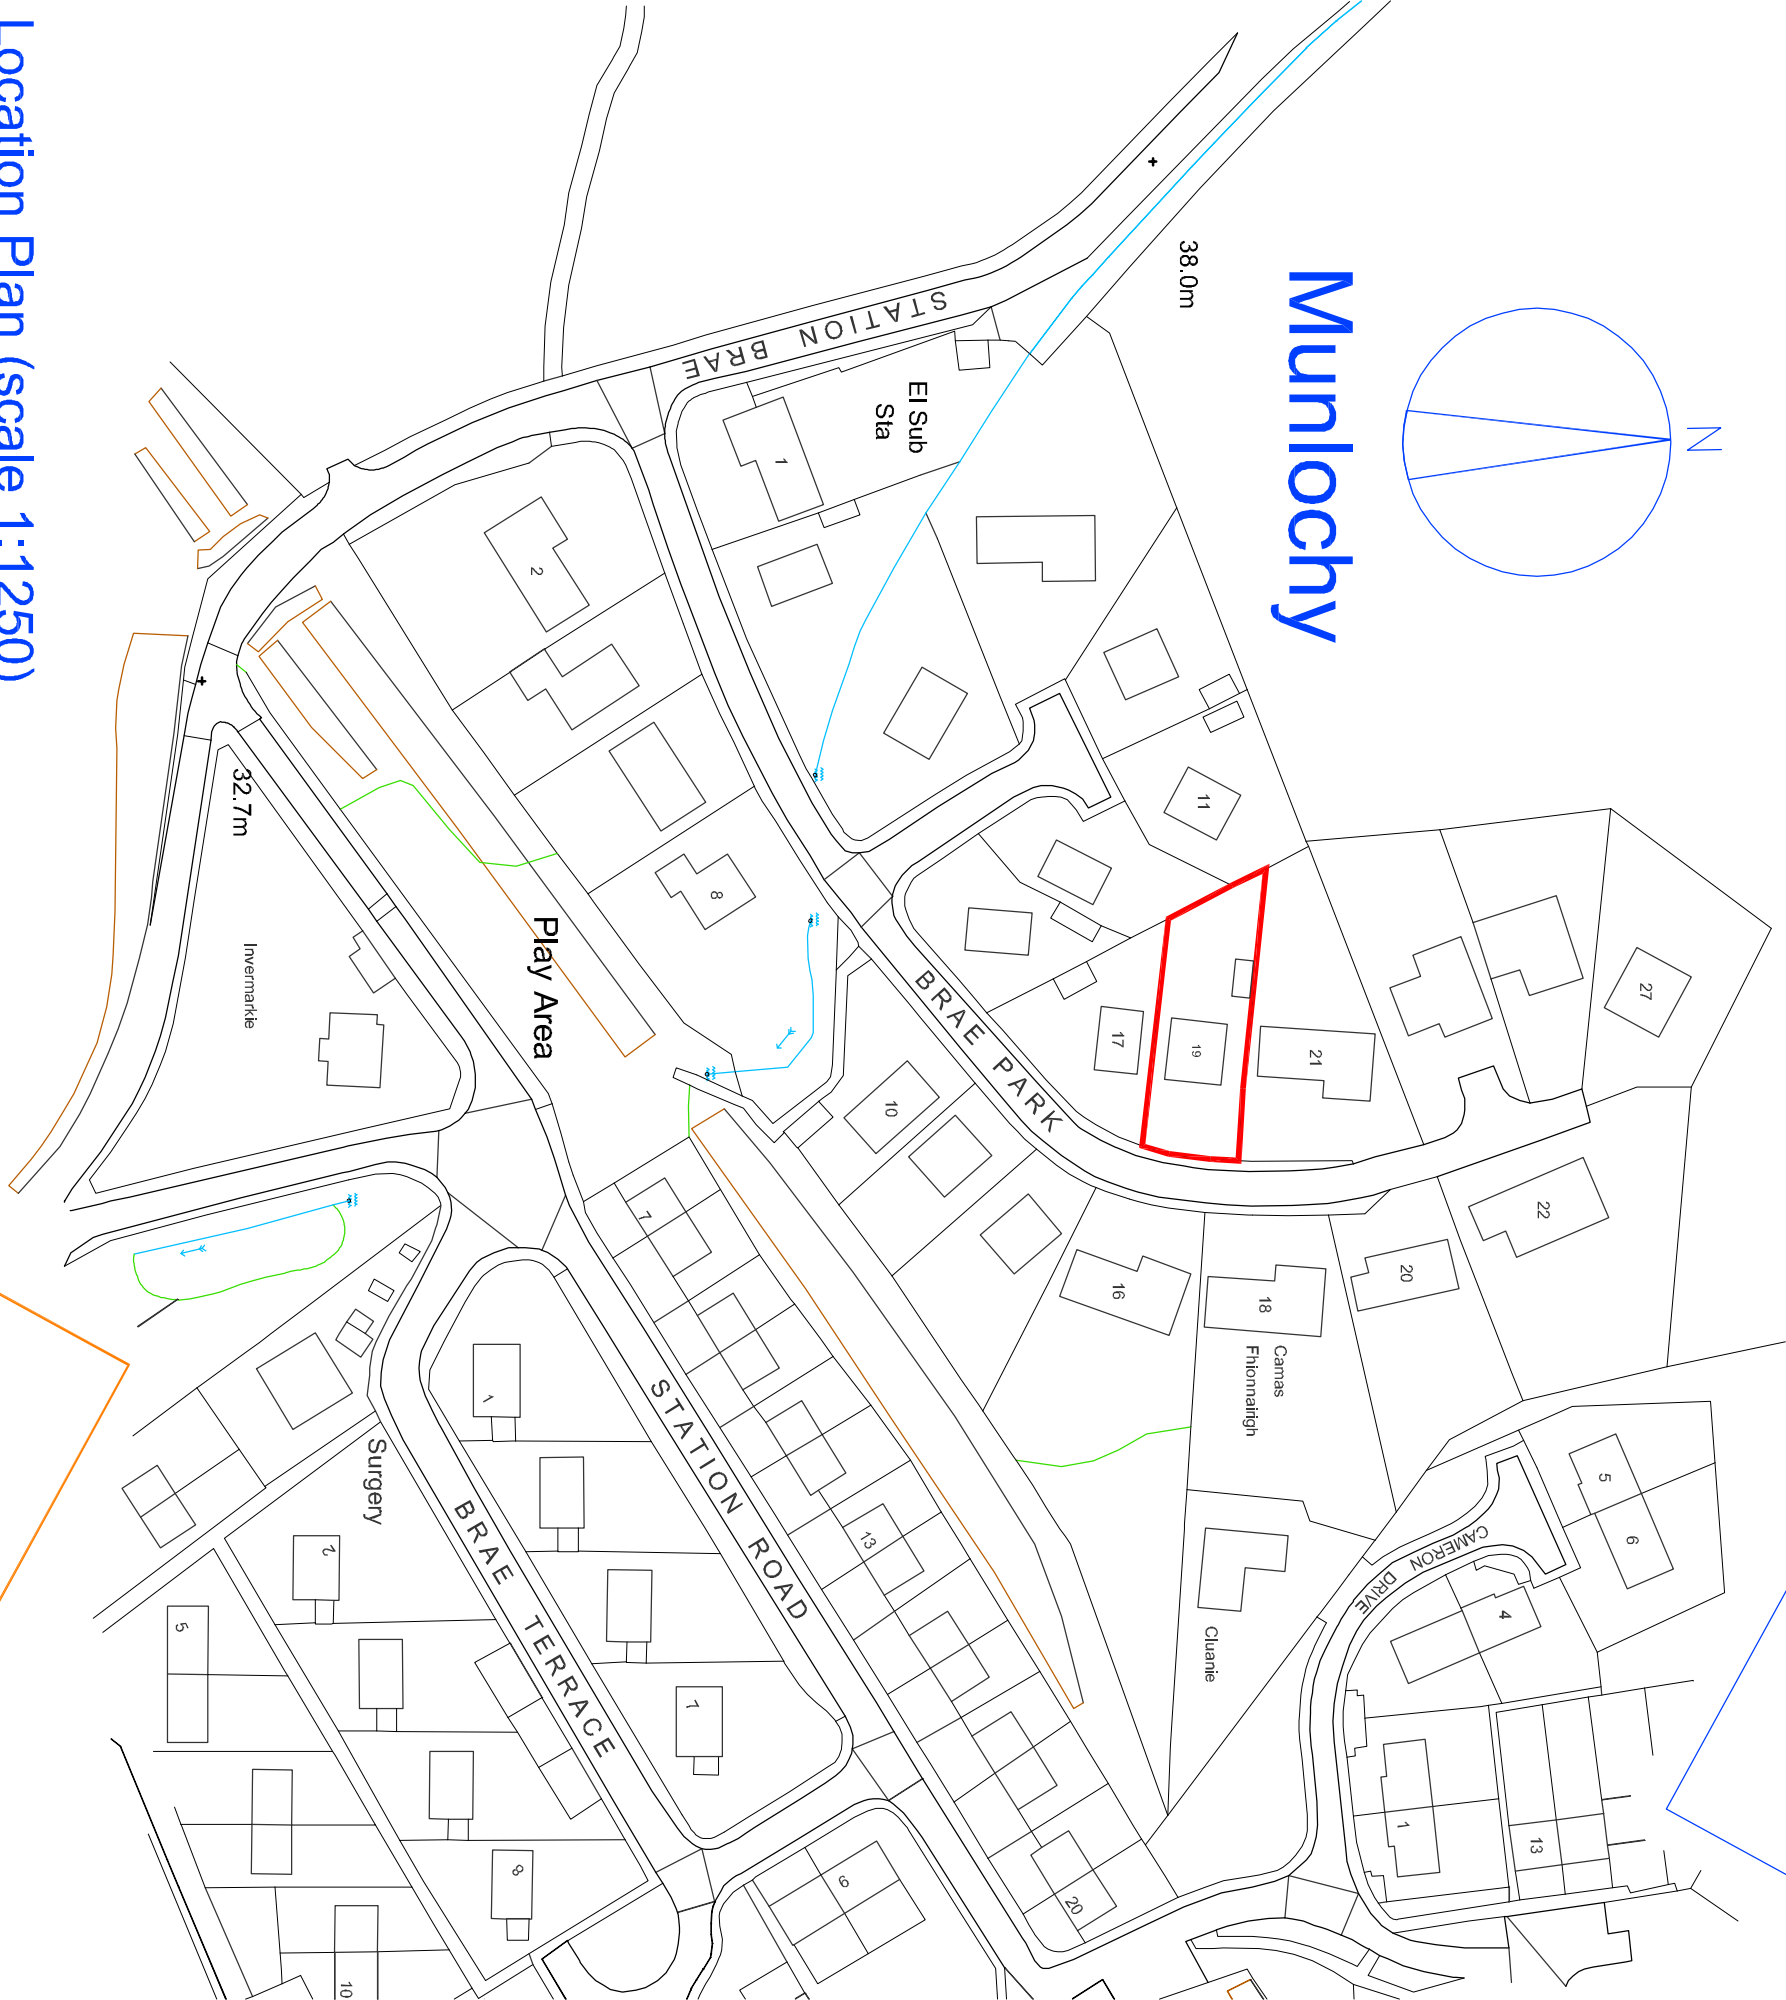 Location Plan (scale 1:1250)
Munlochy
N
38.0m
STATION BRAE
El Sub
Sta
1
2
8
11
27
17
19
21
BRAE PARK
10
22
20
18
16
Camas
Fhionnairigh
Cluanie
Play Area
32.7m
Invermarkie
7
13
20
STATION ROAD
1
7
Surgery
BRAE TERRACE
2
5
9
10
6
CAMERON DRIVE
5
6
4
1
13